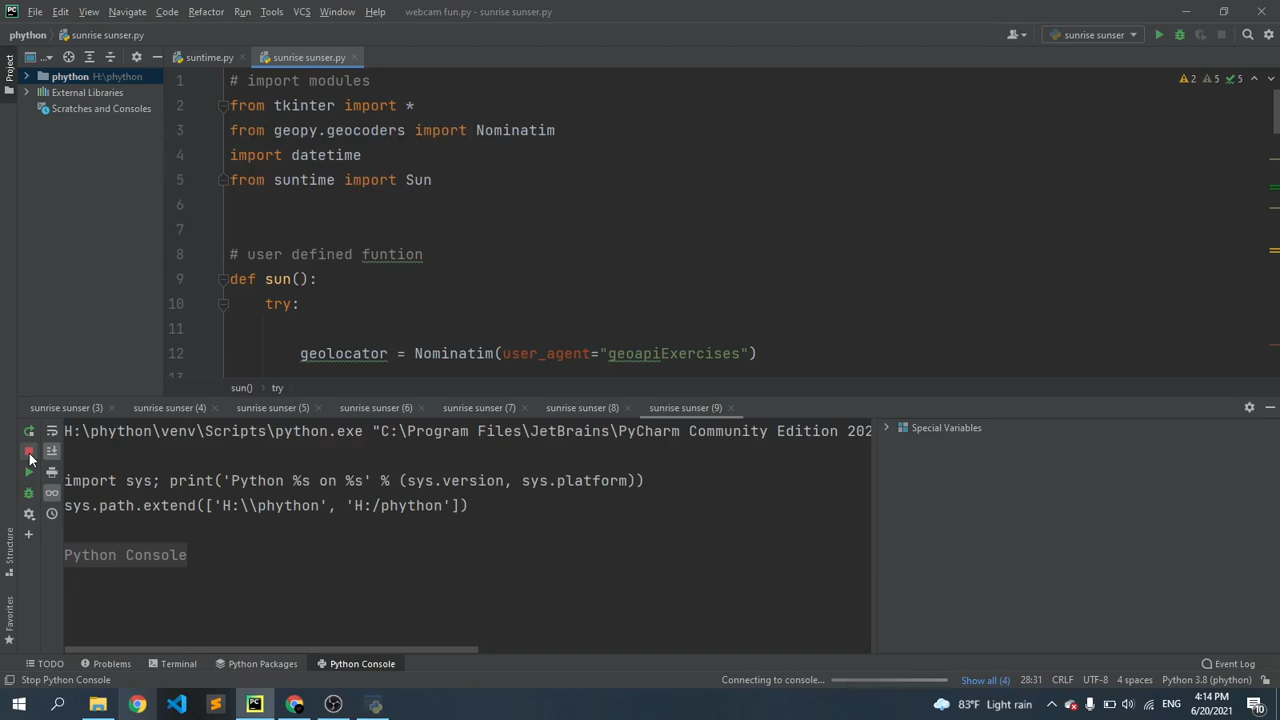 File Edit View Navigate Code Refactor Run Tools VCS Window Help webcam fun.py - sunrise sunser.py
phython sunrise sunser.py sunrise sunser
... suntime.py sunrise sunser.py
Project
phython H:\phython
External Libraries
Scratches and Consoles
2 5 5
1 # import modules
2 from tkinter import *
3 from geopy.geocoders import Nominatim
4 import datetime
5 from suntime import Sun
6
7
8 # user defined funtion
9 def sun():
10 try:
11
12 geolocator = Nominatim(user_agent="geoapiExercises")
13
sun() try
sunrise sunser (3) sunrise sunser (4) sunrise sunser (5) sunrise sunser (6) sunrise sunser (7) sunrise sunser (8) sunrise sunser (9)
H:\phython\venv\Scripts\python.exe "C:\Program Files\JetBrains\PyCharm Community Edition 202
Special Variables
import sys; print('Python %s on %s' % (sys.version, sys.platform))
sys.path.extend(['H:\\phython', 'H:/phython'])
Python Console
Structure
Favorites
TODO Problems Terminal Python Packages Python Console Event Log
Stop Python Console Connecting to console... Show all (4) 28:31 CRLF UTF-8 4 spaces Python 3.8 (phython)
83°F Light rain ENG 4:14 PM
6/20/2021 10